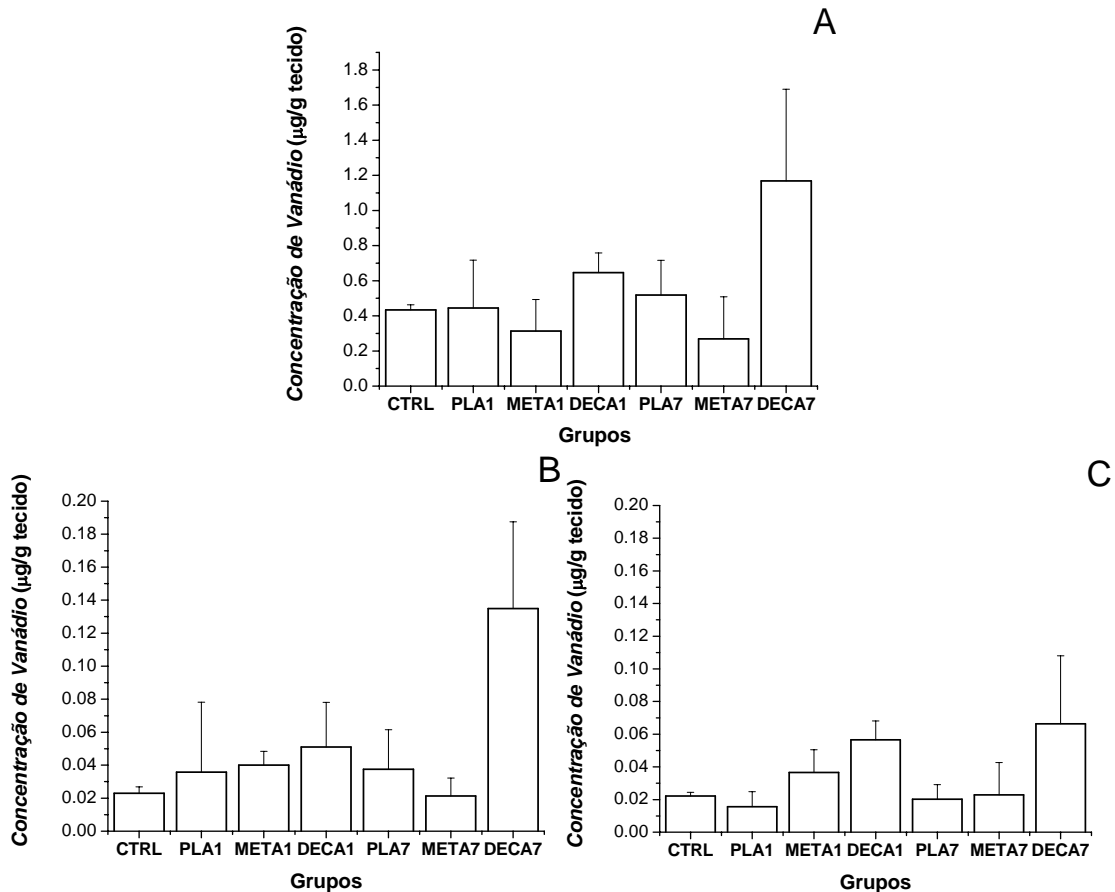 A
Concentração de Vanádio (µg/g tecido)
1.8
1.6
1.4
1.2
1.0
0.8
0.6
0.4
0.2
0.0
CTRL PLA1 META1 DECA1 PLA7 META7 DECA7
Grupos
B
Concentração de Vanádio (µg/g tecido)
0.20
0.18
0.16
0.14
0.12
0.10
0.08
0.06
0.04
0.02
0.00
CTRL PLA1 META1 DECA1 PLA7 META7 DECA7
Grupos
C
Concentração de Vanádio (µg/g tecido)
0.20
0.18
0.16
0.14
0.12
0.10
0.08
0.06
0.04
0.02
0.00
CTRL PLA1 META1 DECA1 PLA7 META7 DECA7
Grupos